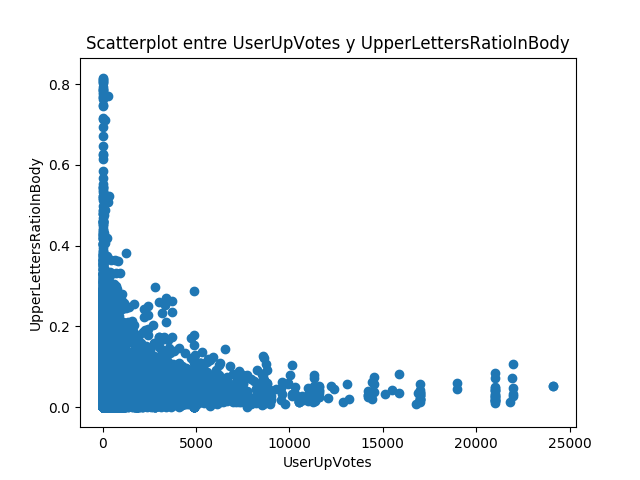 Scatterplot entre UserUpVotes y UpperLettersRatioInBody
UpperLettersRatioInBody
0.8
0.6
0.4
0.2
0.0
0 5000 10000 15000 20000 25000
UserUpVotes